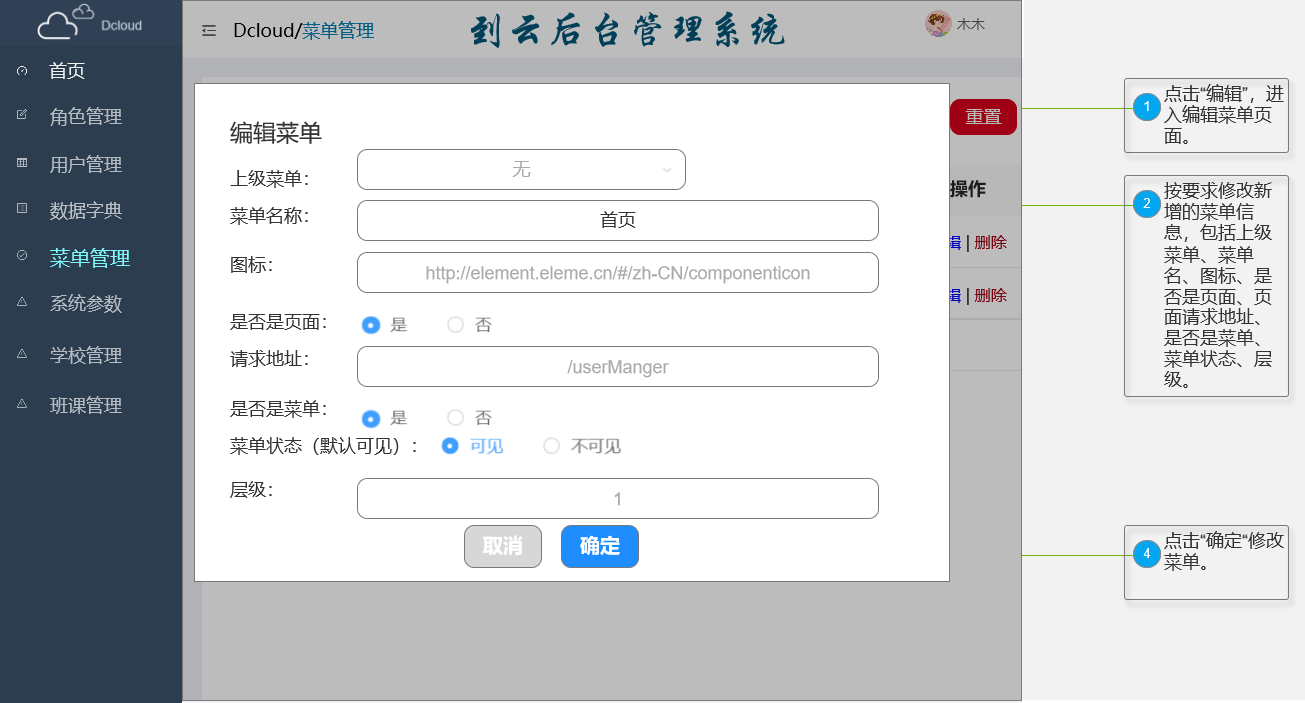 Dcloud
首页
角色管理
用户管理
数据字典
菜单管理
系统参数
学校管理
班课管理
Dcloud/菜单管理
到云后台管理系统
木木
重置
操作
辑 | 删除
辑 | 删除
编辑菜单
上级菜单：
无
菜单名称：
首页
图标：
http://element.eleme.cn/#/zh-CN/componenticon
是否是页面：
是 否
请求地址：
/userManger
是否是菜单：
是 否
菜单状态（默认可见）：
可见 不可见
层级：
1
取消 确定
1
点击“编辑”，进
入编辑菜单页
面。
2
按要求修改新
增的菜单信
息，包括上级
菜单、菜单
名、图标、是
否是页面、页
面请求地址、
是否是菜单、
菜单状态、层
级。
4
点击“确定“修改
菜单。